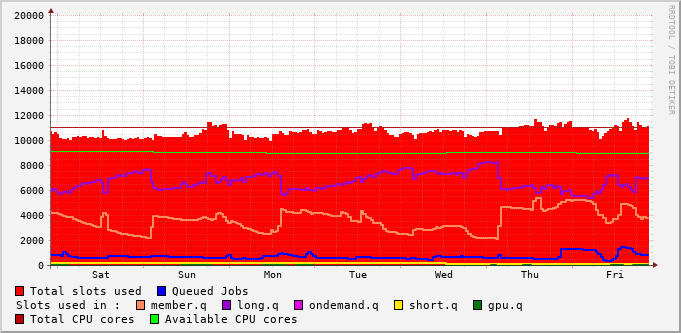 RRDTOOL / TOBI OETIKER
20000
18000
16000
14000
12000
10000
8000
6000
4000
2000
0
Sat Sun Mon Tue Wed Thu Fri
Total slots used Queued Jobs
Slots used in : member.q long.q ondemand.q short.q gpu.q
Total CPU cores Available CPU cores